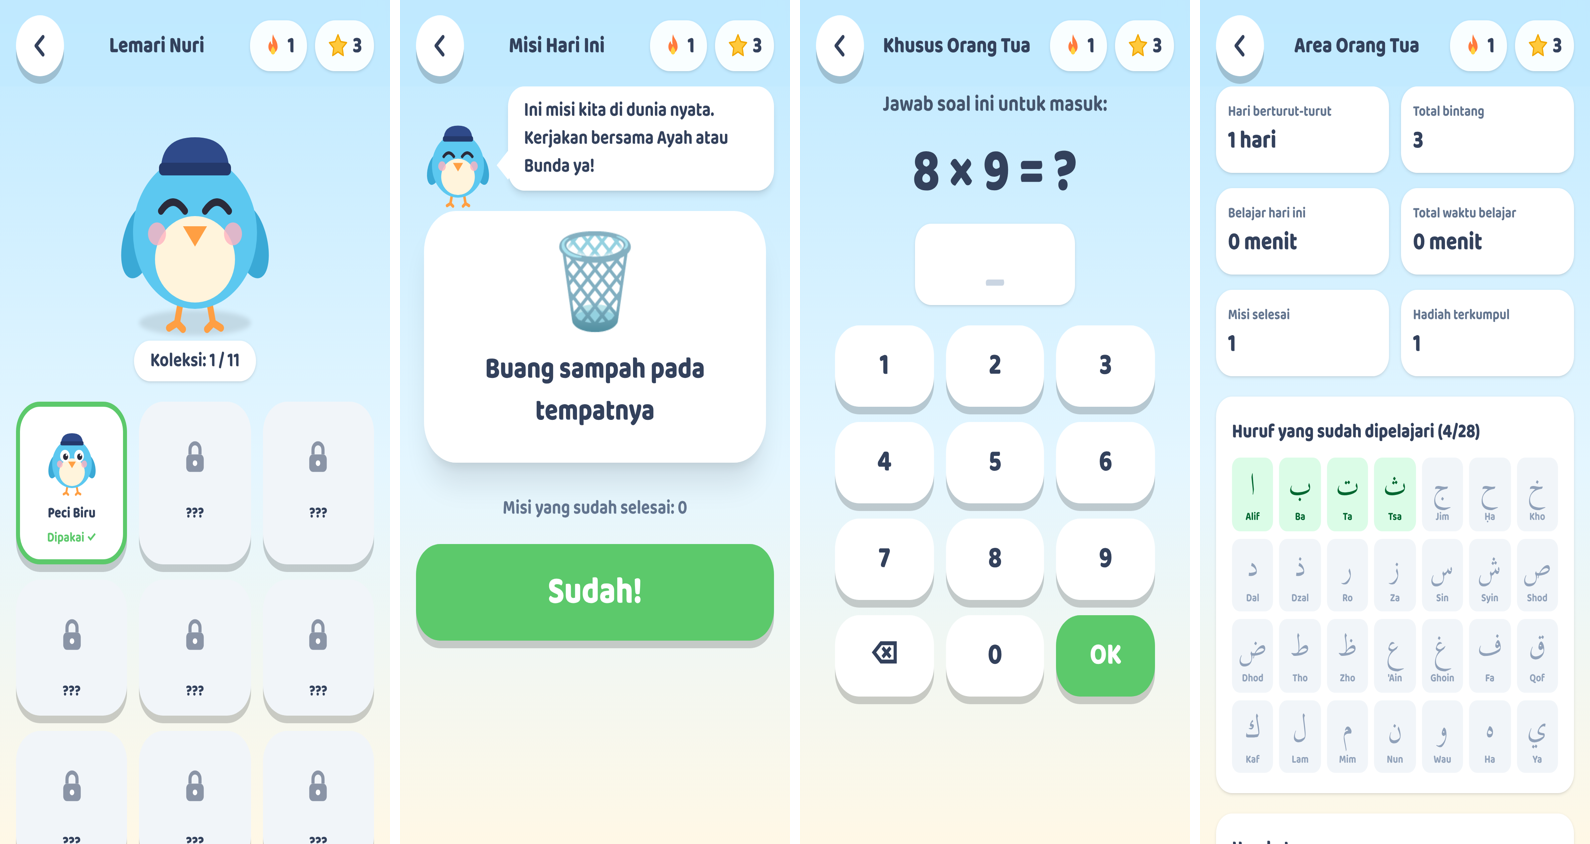 Lemari Nuri
1
3
Koleksi: 1 / 11
Peci Biru
Dipakai ✓
???
???
???
???
???
???
???
???
Misi Hari Ini
1
3
Ini misi kita di dunia nyata.
Kerjakan bersama Ayah atau
Bunda ya!
Buang sampah pada
tempatnya
Misi yang sudah selesai: 0
Sudah!
Khusus Orang Tua
1
3
Jawab soal ini untuk masuk:
8 × 9 = ?
1
2
3
4
5
6
7
8
9
0
OK
Area Orang Tua
1
3
Hari berturut-turut
1 hari
Total bintang
3
Belajar hari ini
0 menit
Total waktu belajar
0 menit
Misi selesai
1
Hadiah terkumpul
1
Huruf yang sudah dipelajari (4/28)
ا ب ت ث ج ح خ
Alif Ba Ta Tsa Jim Ḥa Kho
د ذ ر ز س ش ص
Dal Dzal Ro Za Sin Syin Shod
ض ط ظ ع غ ف ق
Dhod Tho Zho 'Ain Ghoin Fa Qof
ك ل م ن و ه ي
Kaf Lam Mim Nun Wau Ha Ya